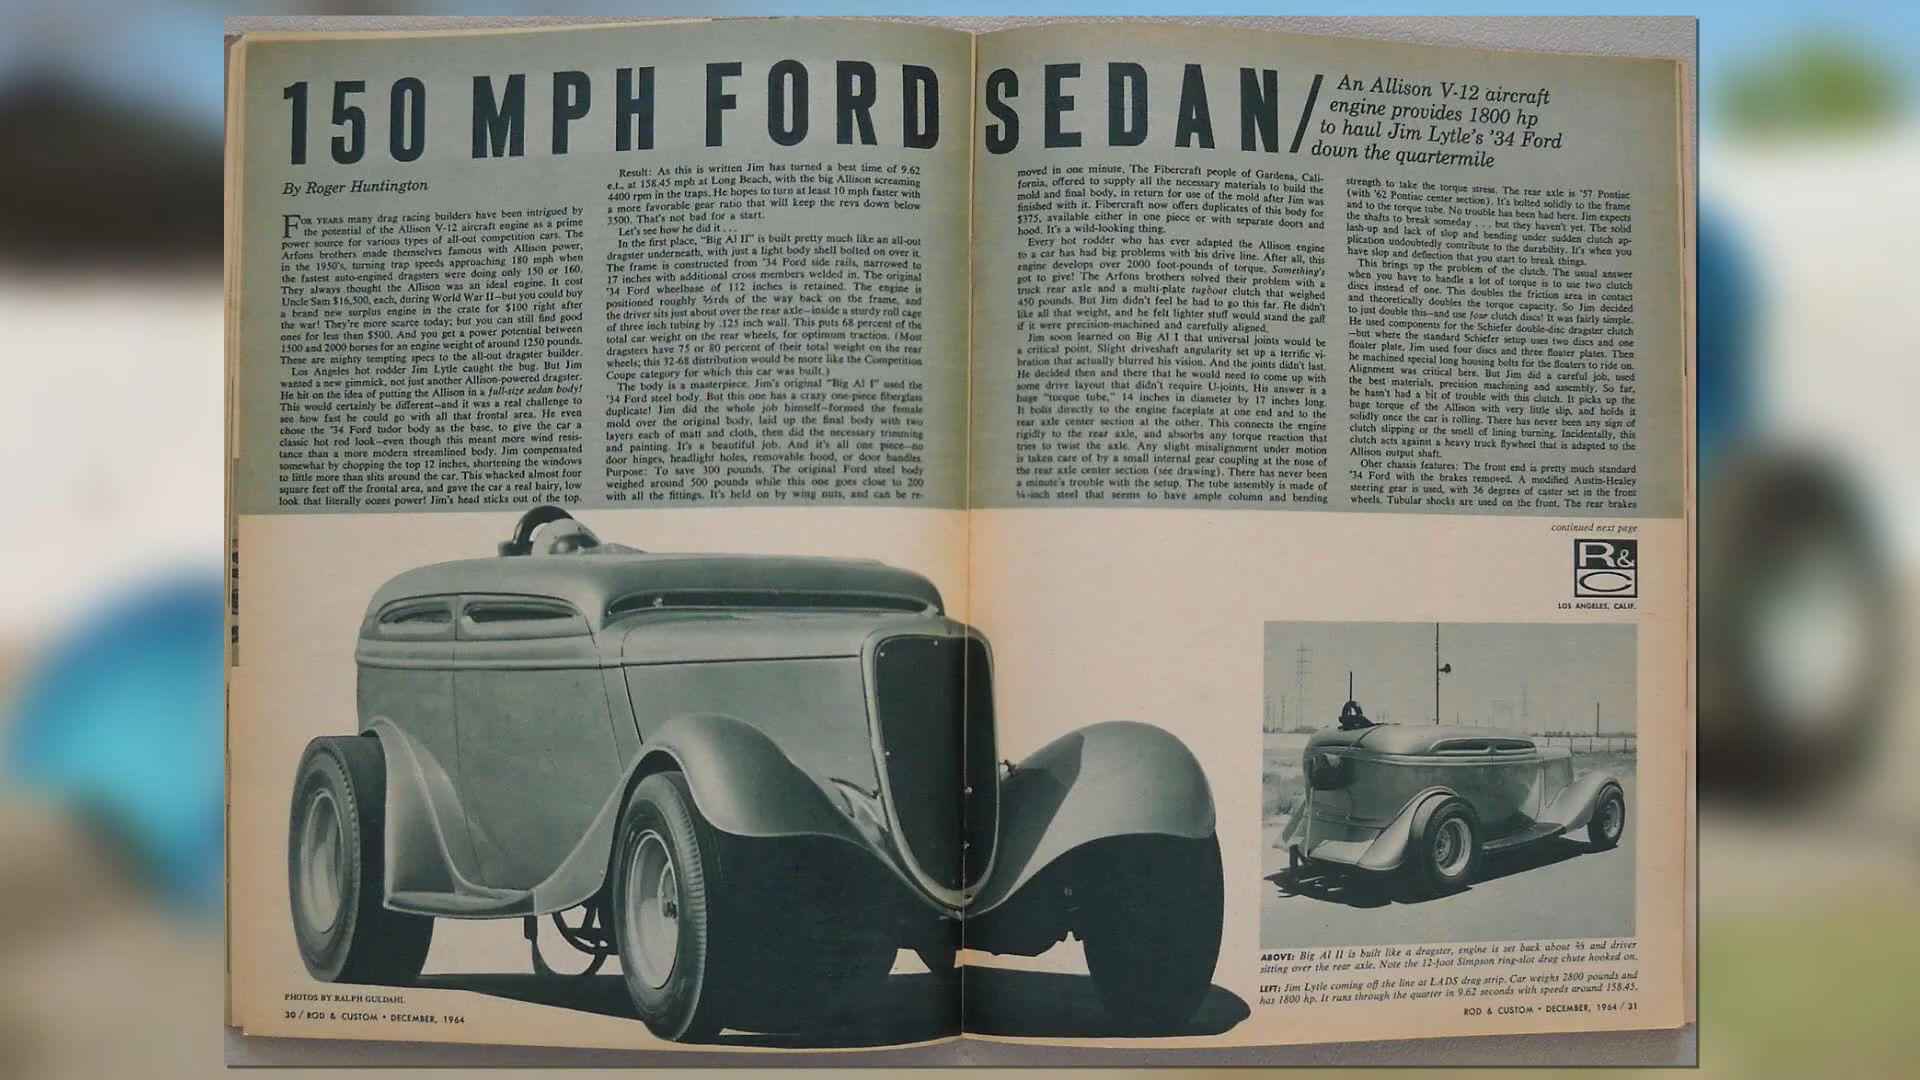 150 MPH FORD SEDAN/
An Allison V-12 aircraft
engine provides 1800 hp
to haul Jim Lytle's '34 Ford
down the quartermile
By Roger Huntington
FOR YEARS many drag racing builders have been intrigued by
the potential of the Allison V-12 aircraft engine as a prime
power source for various types of all-out competition cars. The
Arfons brothers made themselves famous with Allison power,
in the 1950's, turning trap speeds approaching 180 mph when
the fastest auto-engined dragsters were doing only 150 or 160.
They always thought the Allison was an ideal engine. It cost
Uncle Sam $16,500, each, during World War II—but you could buy
a brand new surplus engine in the crate for $100 right after
the war! They're more scarce today; but you can still find good
ones for less than $500. And you get a power potential between
1500 and 2000 horses for an engine weight of around 1250 pounds.
These are mighty tempting specs to the all-out dragster builder.
Los Angeles hot rodder Jim Lytle caught the bug. But Jim
wanted a new gimmick, not just another Allison-powered dragster.
He hit on the idea of putting the Allison in a full-size sedan body!
This would certainly be different—and it was a real challenge to
see how fast he could go with all that frontal area. He even
chose the '34 Ford tudor body as the base, to give the car a
classic hot rod look—even though this meant more wind resis-
tance than a more modern streamlined body. Jim compensated
somewhat by chopping the top 12 inches, shortening the windows
to little more than slits around the car. This whacked almost four
square feet off the frontal area, and gave the car a real hairy, low
look that literally oozes power! Jim's head sticks out of the top.
Result: As this is written Jim has turned a best time of 9.62
e.t., at 158.45 mph at Long Beach, with the big Allison screaming
4400 rpm in the traps. He hopes to turn at least 10 mph faster with
a more favorable gear ratio that will keep the revs down below
3500. That's not bad for a start.
Let's see how he did it . . .
In the first place, "Big Al II" is built pretty much like an all-out
dragster underneath, with just a light body shell bolted on over it.
The frame is constructed from '34 Ford side rails, narrowed to
17 inches with additional cross members welded in. The original
'34 Ford wheelbase of 112 inches is retained. The engine is
positioned roughly ⅖rds of the way back on the frame, and
the driver sits just about over the rear axle—inside a sturdy roll cage
of three inch tubing by .125 inch wall. This puts 68 percent of the
total car weight on the rear wheels, for optimum traction. (Most
dragsters have 75 or 80 percent of their total weight on the rear
wheels; this 32-68 distribution would be more like the Competition
Coupe category for which this car was built.)
The body is a masterpiece. Jim's original "Big Al I" used the
'34 Ford steel body. But this one has a crazy one-piece fiberglass
duplicate! Jim did the whole job himself—formed the female
mold over the original body, laid up the final body with two
layers each of matt and cloth, then did the necessary trimming
and painting. It's a beautiful job. And it's all one piece—no
door hinges, headlight holes, removable hood, or door handles.
Purpose: To save 300 pounds. The original Ford steel body
weighed around 500 pounds while this one goes close to 200
with all the fittings. It's held on by wing nuts, and can be re-
moved in one minute. The Fibercraft people of Gardena, Cali-
fornia, offered to supply all the necessary materials to build the
mold and final body, in return for use of the mold after Jim was
finished with it. Fibercraft now offers duplicates of this body for
$375, available either in one piece or with separate doors and
hood. It's a wild-looking thing.
Every hot rodder who has ever adapted the Allison engine
to a car has had big problems with his drive line. After all, this
engine develops over 2000 foot-pounds of torque. Something's
got to give! The Arfons brothers solved their problem with a
truck rear axle and a multi-plate tugboat clutch that weighed
450 pounds. But Jim didn't feel he had to go this far. He didn't
like all that weight, and he felt lighter stuff would stand the gaff
if it were precision-machined and carefully aligned.
Jim soon learned on Big Al I that universal joints would be
a critical point. Slight driveshaft angularity set up a terrific vi-
bration that actually blurred his vision. And the joints didn't last.
He decided then and there that he would need to come up with
some drive layout that didn't require U-joints. His answer is a
huge "torque tube," 14 inches in diameter by 17 inches long.
It bolts directly to the engine faceplate at one end and to the
rear axle center section at the other. This connects the engine
rigidly to the rear axle, and absorbs any torque reaction that
tries to twist the axle. Any slight misalignment under motion
is taken care of by a small internal gear coupling at the nose of
the rear axle center section (see drawing). There has never been
a minute's trouble with the setup. The tube assembly is made of
¼-inch steel that seems to have ample column and bending
strength to take the torque stress. The rear axle is '57 Pontiac
(with '62 Pontiac center section). It's bolted solidly to the frame
and to the torque tube. No trouble has been had here. Jim expects
the shafts to break someday . . . but they haven't yet. The solid
lash-up and lack of slop and bending under sudden clutch ap-
plication undoubtedly contribute to the durability. It's when you
have slop and deflection that you start to break things.
This brings up the problem of the clutch. The usual answer
when you have to handle a lot of torque is to use two clutch
discs instead of one. This doubles the friction area in contact
and theoretically doubles the torque capacity. So Jim decided
to just double this—and use four clutch discs! It was fairly simple.
He used components for the Schiefer double-disc dragster clutch
—but where the standard Schiefer setup uses two discs and one
floater plate, Jim used four discs and three floater plates. Then
he machined special long housing bolts for the floaters to ride on.
Alignment was critical here. But Jim did a careful job, used
the best materials, precision machining and assembly. So far,
he hasn't had a bit of trouble with this clutch. It picks up the
huge torque of the Allison with very little slip, and holds it
solidly once the car is rolling. There has never been any sign of
clutch slipping or the smell of lining burning. Incidentally, this
clutch acts against a heavy truck flywheel that is adapted to the
Allison output shaft.
Oher chassis features: The front end is pretty much standard
'34 Ford with the brakes removed. A modified Austin-Healey
steering gear is used, with 36 degrees of caster set in the front
wheels. Tubular shocks are used on the front. The rear brakes
continued next page
R&C
LOS ANGELES, CALIF.
ABOVE: Big Al II is built like a dragster, engine is set back about ⅖ and driver
sitting over the rear axle. Note the 12-foot Simpson ring-slot drag chute hooked on.
LEFT: Jim Lytle coming off the line at LADS drag strip. Car weighs 2800 pounds and
has 1800 hp. It runs through the quarter in 9.62 seconds with speeds around 158.45.
PHOTOS BY RALPH GULDAHL
30 / ROD & CUSTOM • DECEMBER, 1964
ROD & CUSTOM • DECEMBER, 1964 / 31